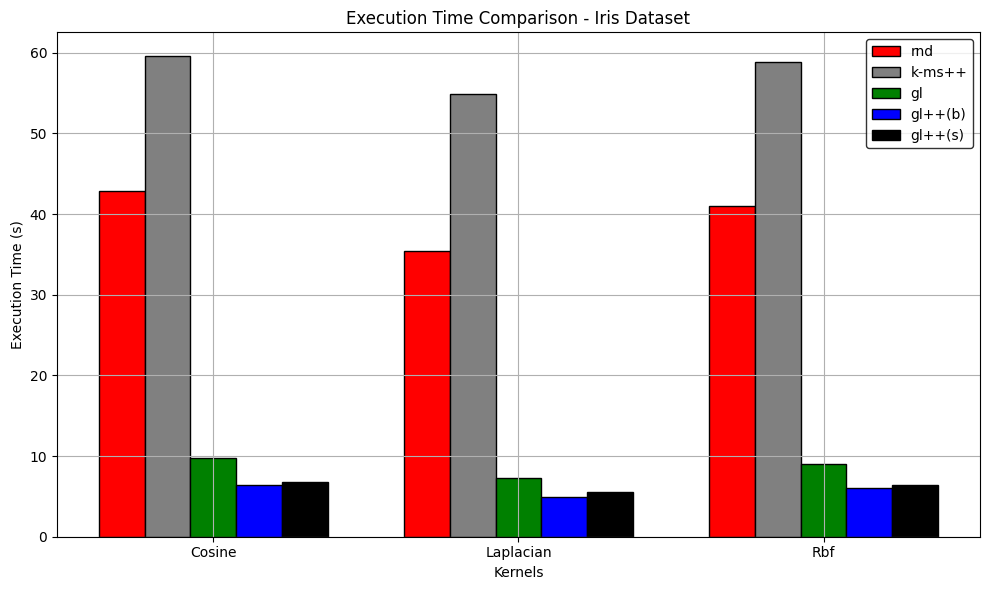 Execution Time Comparison - Iris Dataset
rnd
k-ms++
gl
gl++(b)
gl++(s)
Execution Time (s)
60
50
40
30
20
10
0
Cosine Laplacian Rbf
Kernels